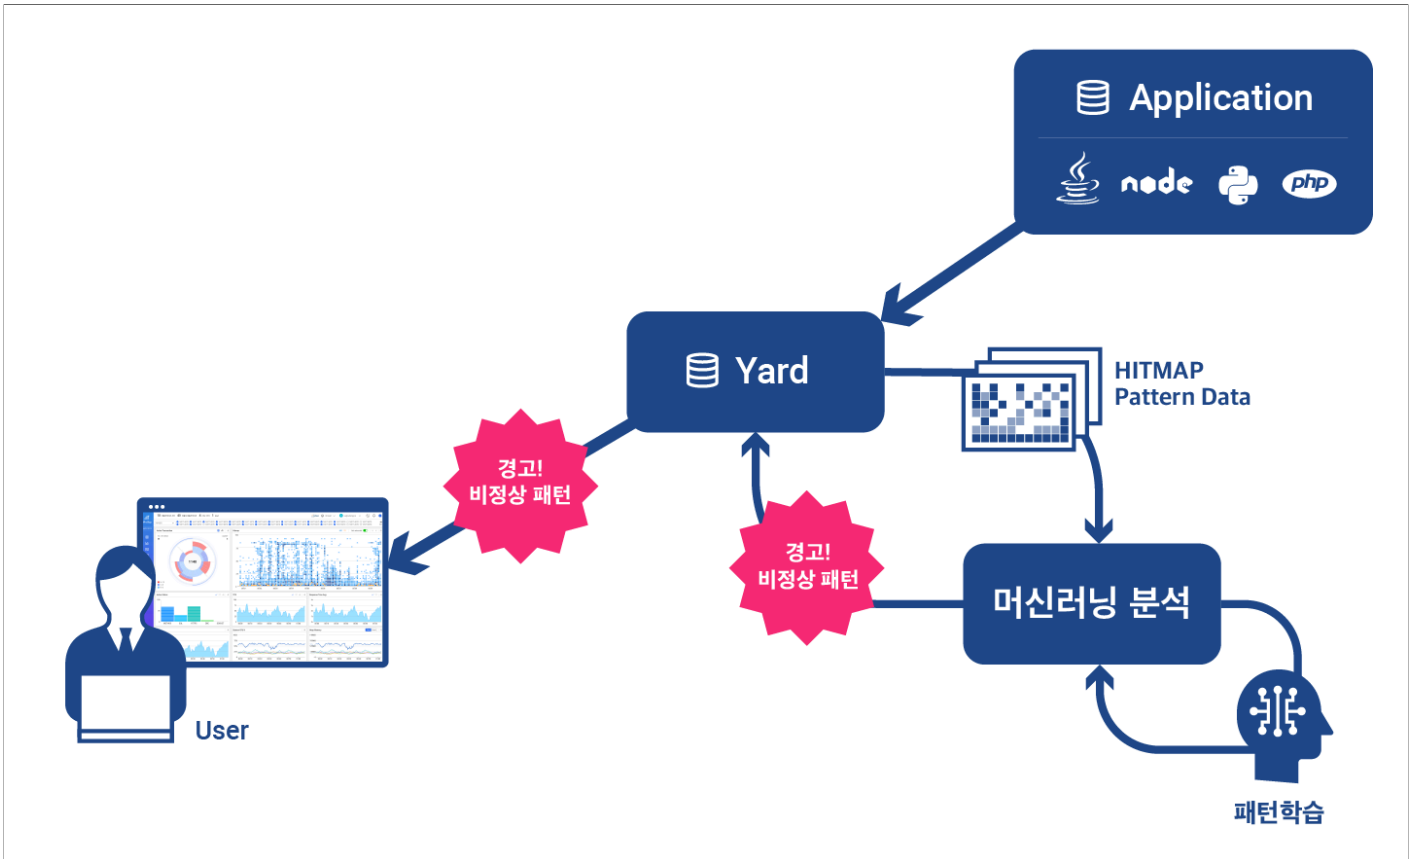 Application
node
php
Yard
HITMAP
Pattern Data
경고!
비정상 패턴
경고!
비정상 패턴
머신러닝 분석
User
패턴학습